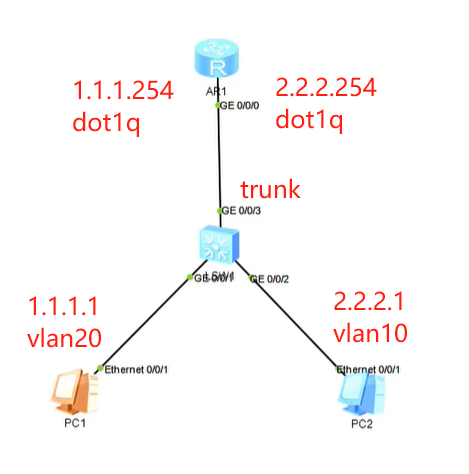 1.1.1.254
dot1q
2.2.2.254
dot1q
R
AR1
GE 0/0/0
trunk
GE 0/0/3
LSW1
GE 0/0/1
GE 0/0/2
1.1.1.1
vlan20
2.2.2.1
vlan10
Ethernet 0/0/1
Ethernet 0/0/1
PC1
PC2